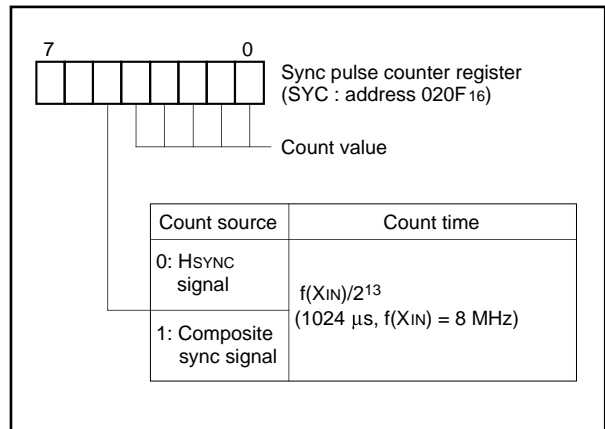 7 0
Sync pulse counter register
(SYC : address 020F16)
Count value
Count source Count time
0: HSYNC
signal
f(XIN)/2^13
(1024 μs, f(XIN) = 8 MHz)
1: Composite
sync signal